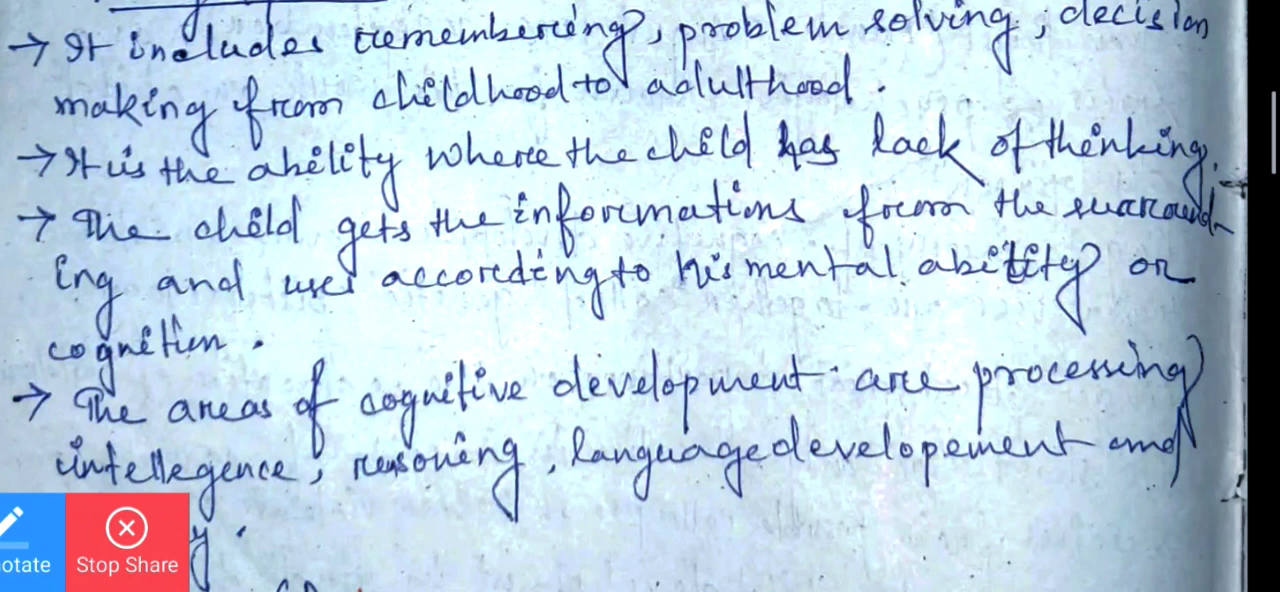 → It includes remembering, problem solving, decision
making from childhood to adulthood.
→ It is the ability where the child has lack of thinking.
→ The child gets the informations from the surround-
ing and uses according to his mental ability or
cognition.
→ The areas of cognitive development are processing
intellegence, resoning, language developement and
y.
otate
Stop Share